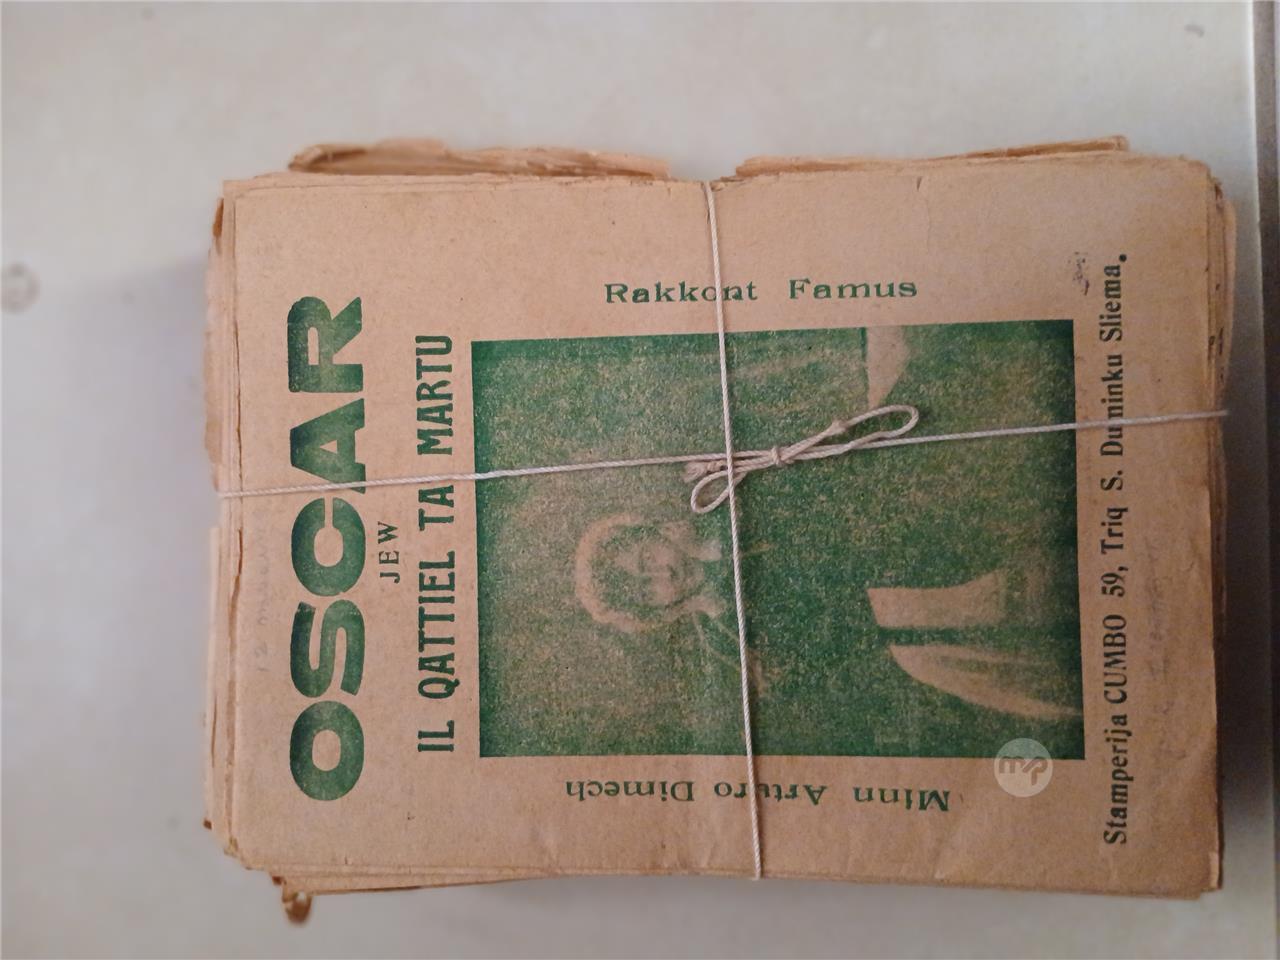 OSCAR
JEW
IL QATTIEL TA MARTU
Minn Arturo Dimech
Rakkont Famus
Stamperija CUMBO 59, Triq S. Duminku Sliema.